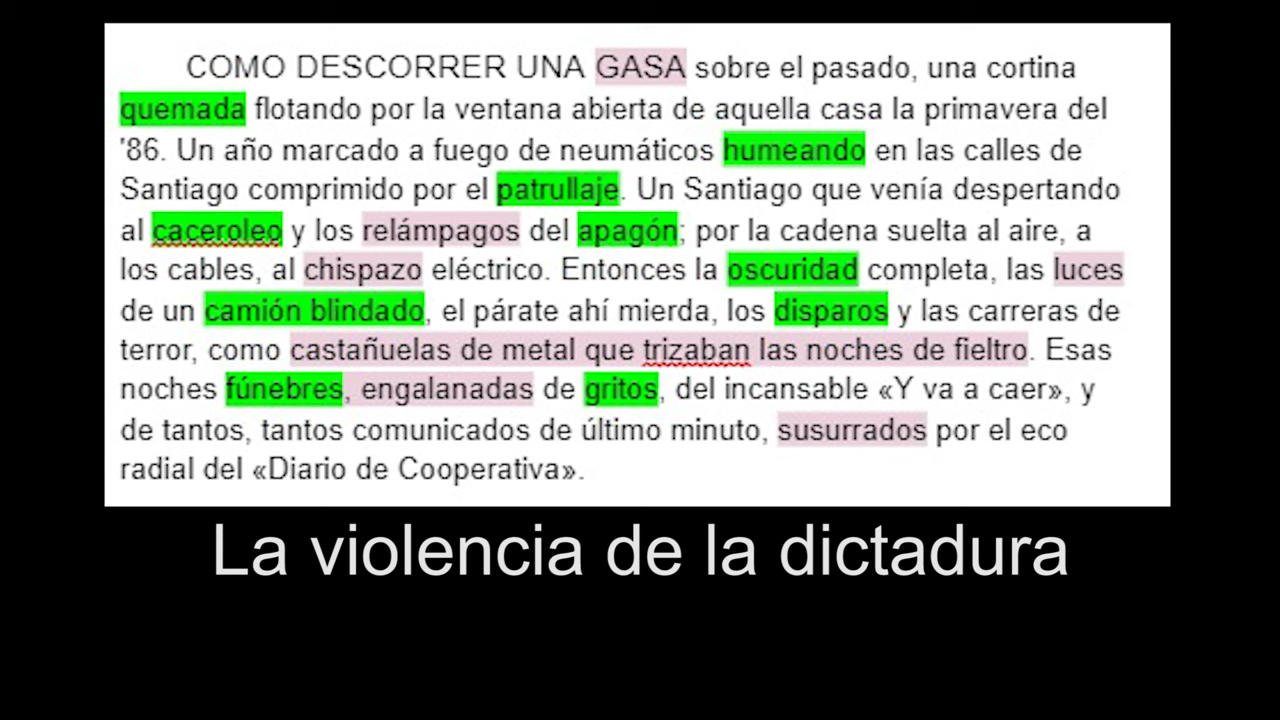 COMO DESCORRER UNA GASA sobre el pasado, una cortina
quemada flotando por la ventana abierta de aquella casa la primavera del
'86. Un año marcado a fuego de neumáticos humeando en las calles de
Santiago comprimido por el patrullaje. Un Santiago que venía despertando
al caceroleo y los relámpagos del apagón; por la cadena suelta al aire, a
los cables, al chispazo eléctrico. Entonces la oscuridad completa, las luces
de un camión blindado, el párate ahí mierda, los disparos y las carreras de
terror, como castañuelas de metal que trizaban las noches de fieltro. Esas
noches fúnebres, engalanadas de gritos, del incansable «Y va a caer», y
de tantos, tantos comunicados de último minuto, susurrados por el eco
radial del «Diario de Cooperativa».
La violencia de la dictadura